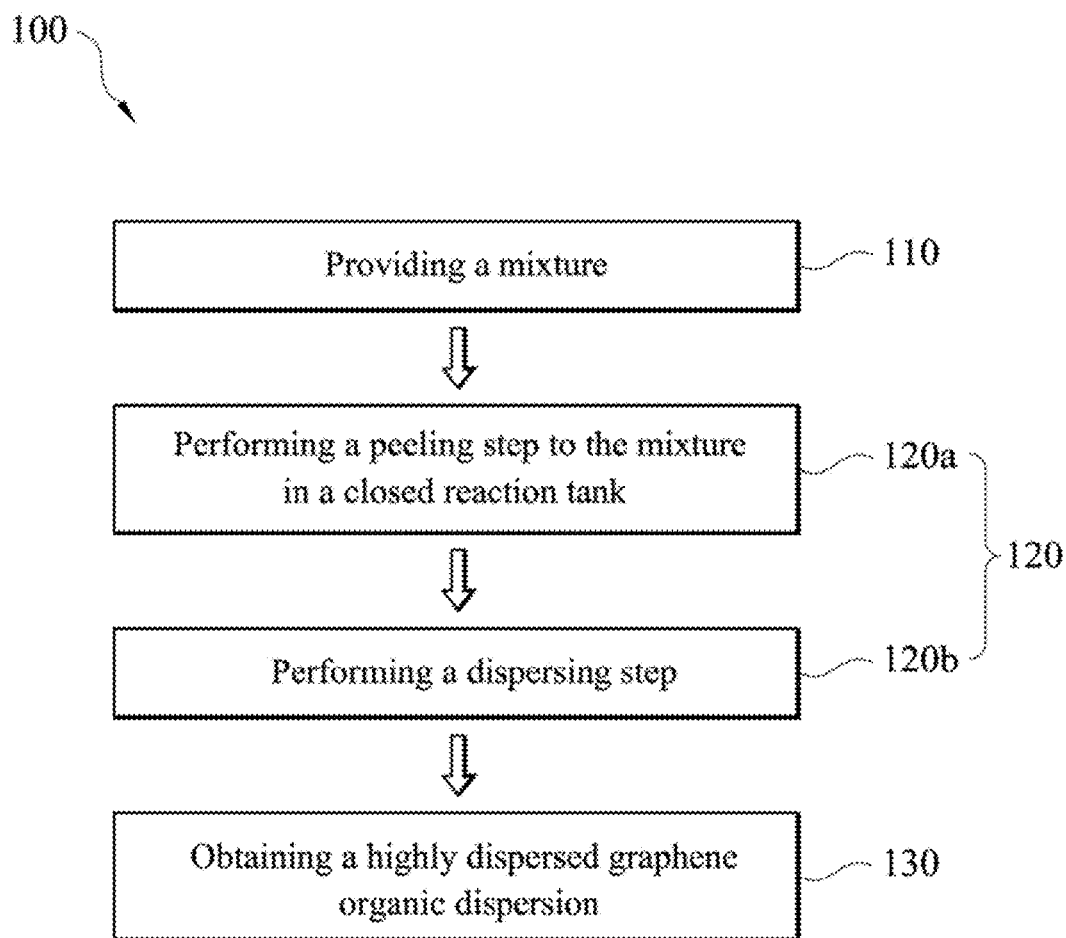 100
Providing a mixture
110
Performing a peeling step to the mixture
in a closed reaction tank
120a
120
Performing a dispersing step
120b
Obtaining a highly dispersed graphene
organic dispersion
130